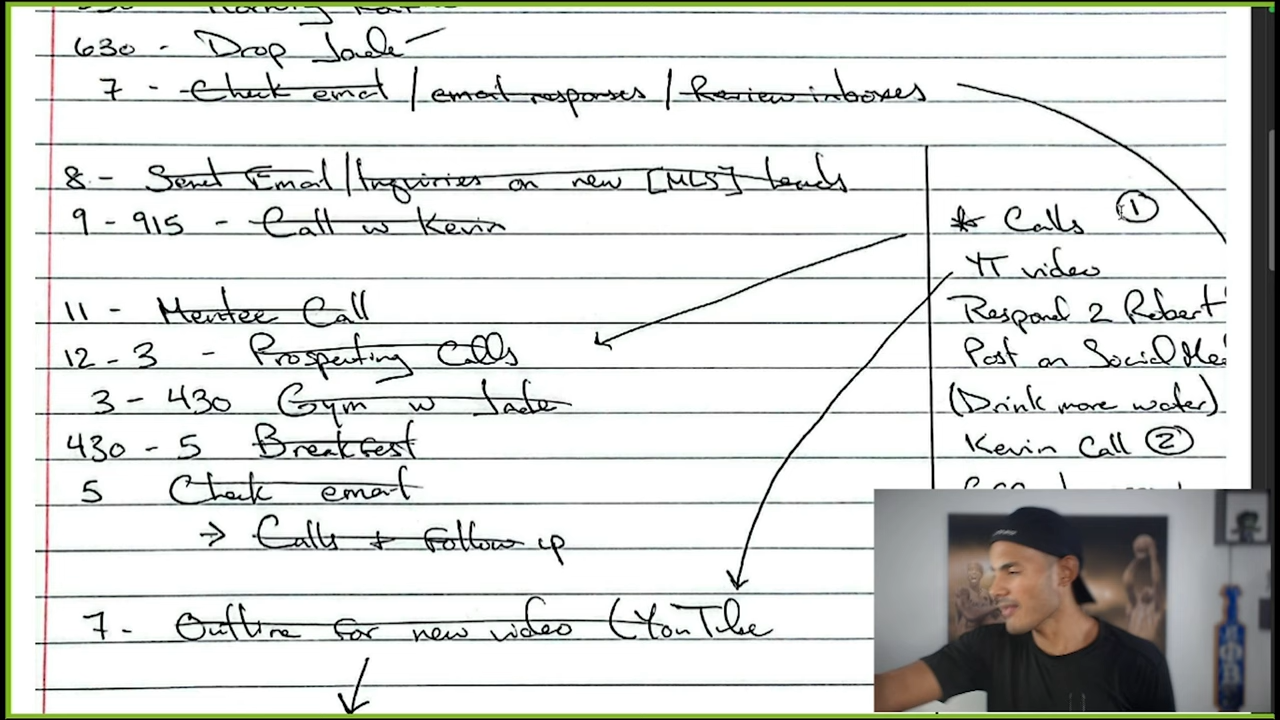 630 - Drop Jade
7 - Check email / email responses / Review inboxes
8 - Send Email / Inquiries on new [MLS] leads
9 - 915 - Call w Kevin
* Calls ①
YT video
11 - Mentee Call
Respond 2 Robert
12 - 3 - Prospecting Calls
Post on Social Me
3 - 430 Gym w Jade
(Drink more water)
430 - 5 Breakfast
Kevin Call ②
5 Check email
→ Calls + Follow up
7 - Outline for new video (YouTube